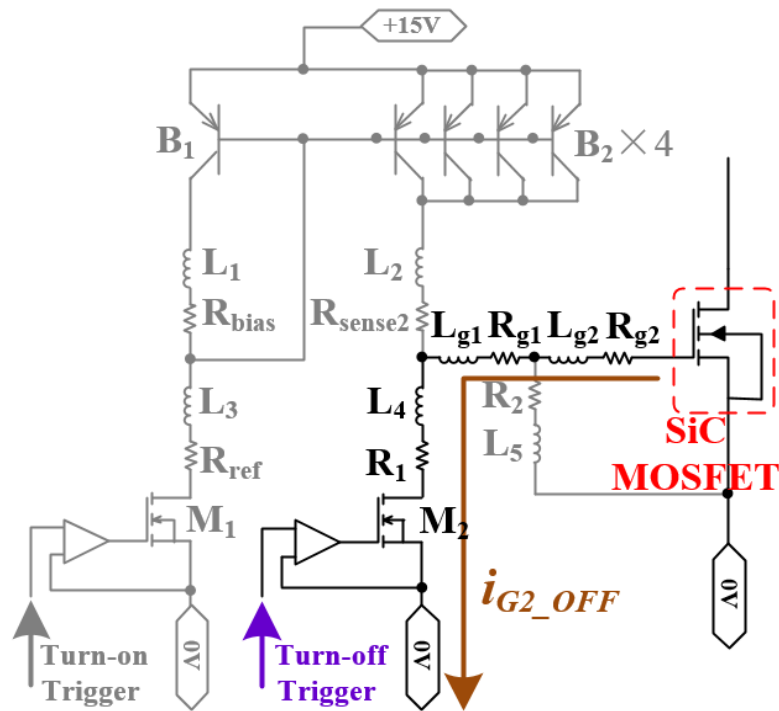 +15V
B1
B2×4
L1
L2
Rbias
Rsense2
Lg1
Rg1
Lg2
Rg2
L3
L4
R2
Rref
R1
L5
SiC
MOSFET
M1
M2
iG2_OFF
0V
0V
0V
Turn-on
Trigger
Turn-off
Trigger